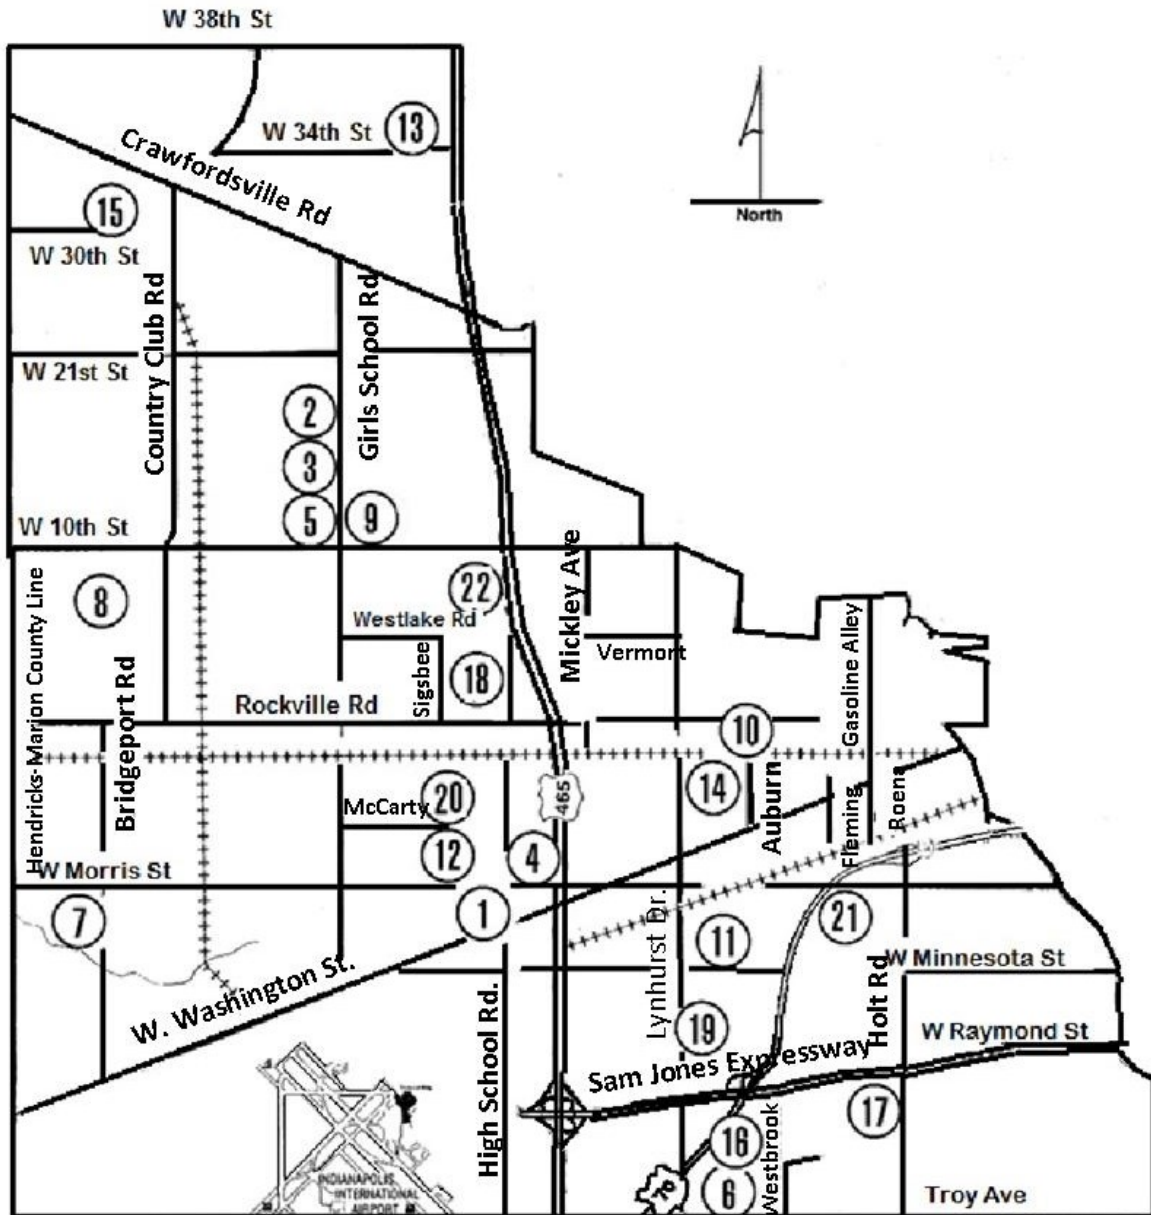 W 38th St
W 34th St
13
Crawfordsville Rd
15
W 30th St
North
Country Club Rd
Girls School Rd
W 21st St
2
3
5
9
W 10th St
Hendricks-Marion County Line
8
Bridgeport Rd
22
Westlake Rd
Sigsbee
18
Mickley Ave
Vermont
Rockville Rd
Gasoline Alley
10
McCarty
20
465
14
Auburn
Fleming
Roena
12
4
W Morris St
7
1
Lynhurst Dr.
11
21
W Minnesota St
W. Washington St.
High School Rd.
19
Holt Rd
W Raymond St
Sam Jones Expressway
17
16
Westbrook
INDIANAPOLIS
INTERNATIONAL
AIRPORT
70
6
Troy Ave